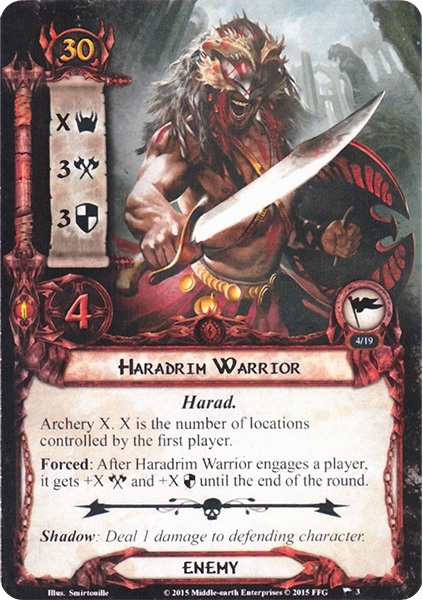 30
X
3
3
4
4/19
Haradrim Warrior
Harad.
Archery X. X is the number of locations
controlled by the first player.
Forced: After Haradrim Warrior engages a player,
it gets +X and +X until the end of the round.
Shadow: Deal 1 damage to defending character.
ENEMY
Illus. Smirtouille © 2015 Middle-earth Enterprises © 2015 FFG 3